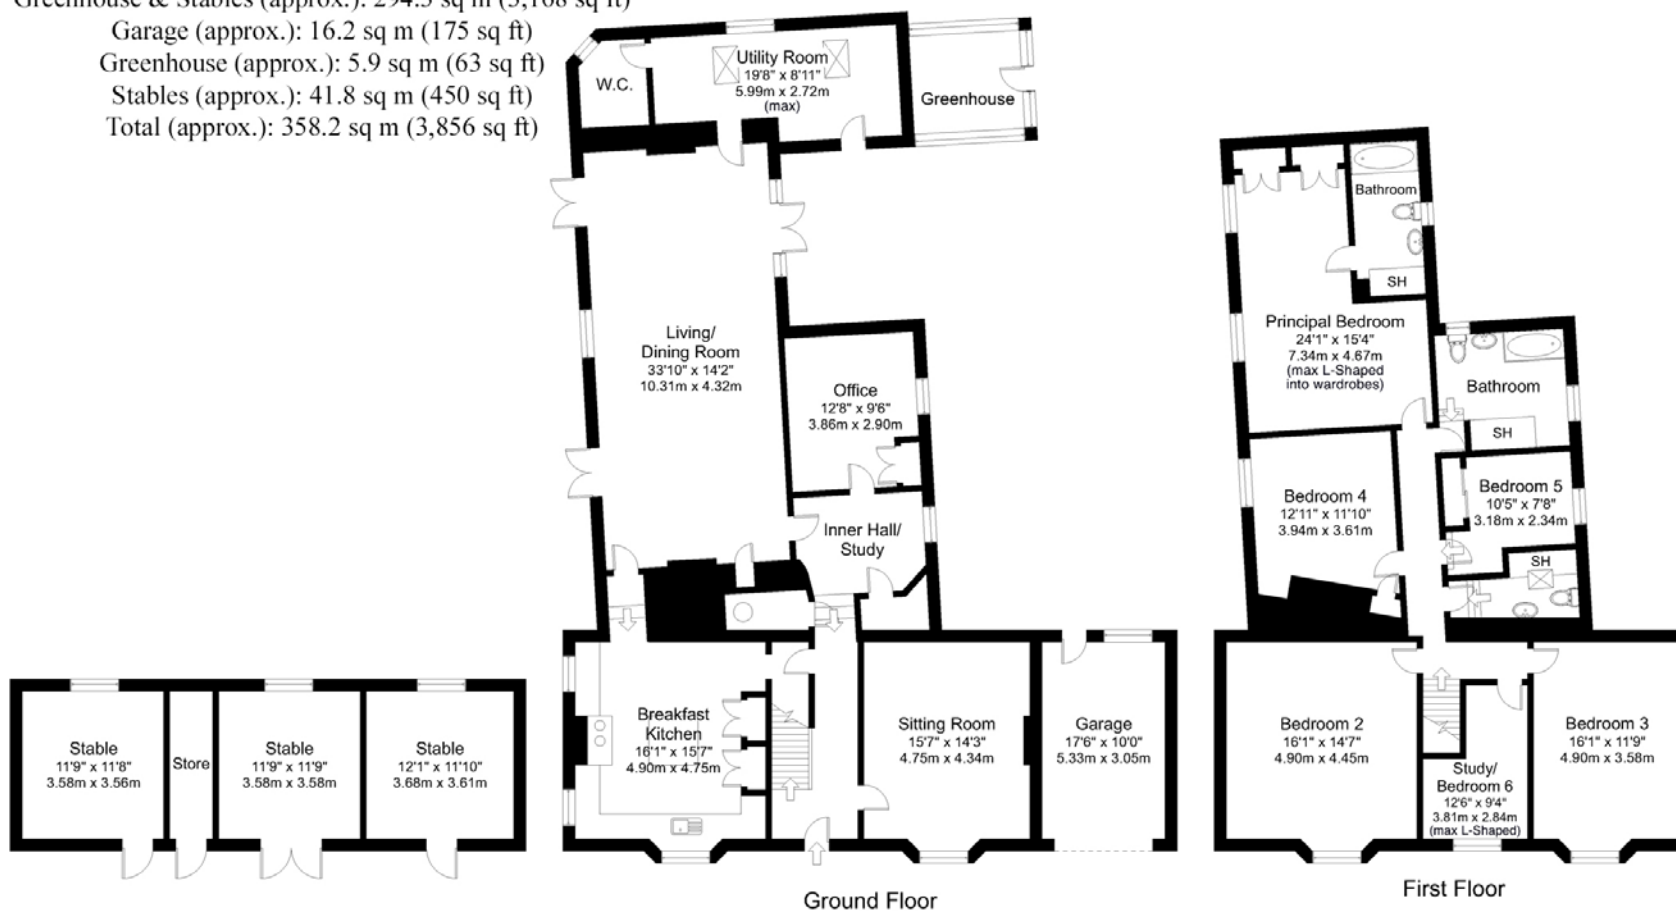 Greenhouse & Stables (approx.): 294.3 sq m (3,168 sq ft)
Garage (approx.): 16.2 sq m (175 sq ft)
Greenhouse (approx.): 5.9 sq m (63 sq ft)
Stables (approx.): 41.8 sq m (450 sq ft)
Total (approx.): 358.2 sq m (3,856 sq ft)
W.C.
Utility Room
19'8" x 8'11"
5.99m x 2.72m
(max)
Greenhouse
Living/
Dining Room
33'10" x 14'2"
10.31m x 4.32m
Office
12'8" x 9'6"
3.86m x 2.90m
Inner Hall/
Study
Breakfast
Kitchen
16'1" x 15'7"
4.90m x 4.75m
Sitting Room
15'7" x 14'3"
4.75m x 4.34m
Garage
17'6" x 10'0"
5.33m x 3.05m
Stable
11'9" x 11'8"
3.58m x 3.56m
Store
Stable
11'9" x 11'9"
3.58m x 3.58m
Stable
12'1" x 11'10"
3.68m x 3.61m
Ground Floor
Bathroom
SH
Principal Bedroom
24'1" x 15'4"
7.34m x 4.67m
(max L-Shaped
into wardrobes)
Bathroom
SH
Bedroom 4
12'11" x 11'10"
3.94m x 3.61m
Bedroom 5
10'5" x 7'8"
3.18m x 2.34m
SH
Bedroom 2
16'1" x 14'7"
4.90m x 4.45m
Study/
Bedroom 6
12'6" x 9'4"
3.81m x 2.84m
(max L-Shaped)
Bedroom 3
16'1" x 11'9"
4.90m x 3.58m
First Floor